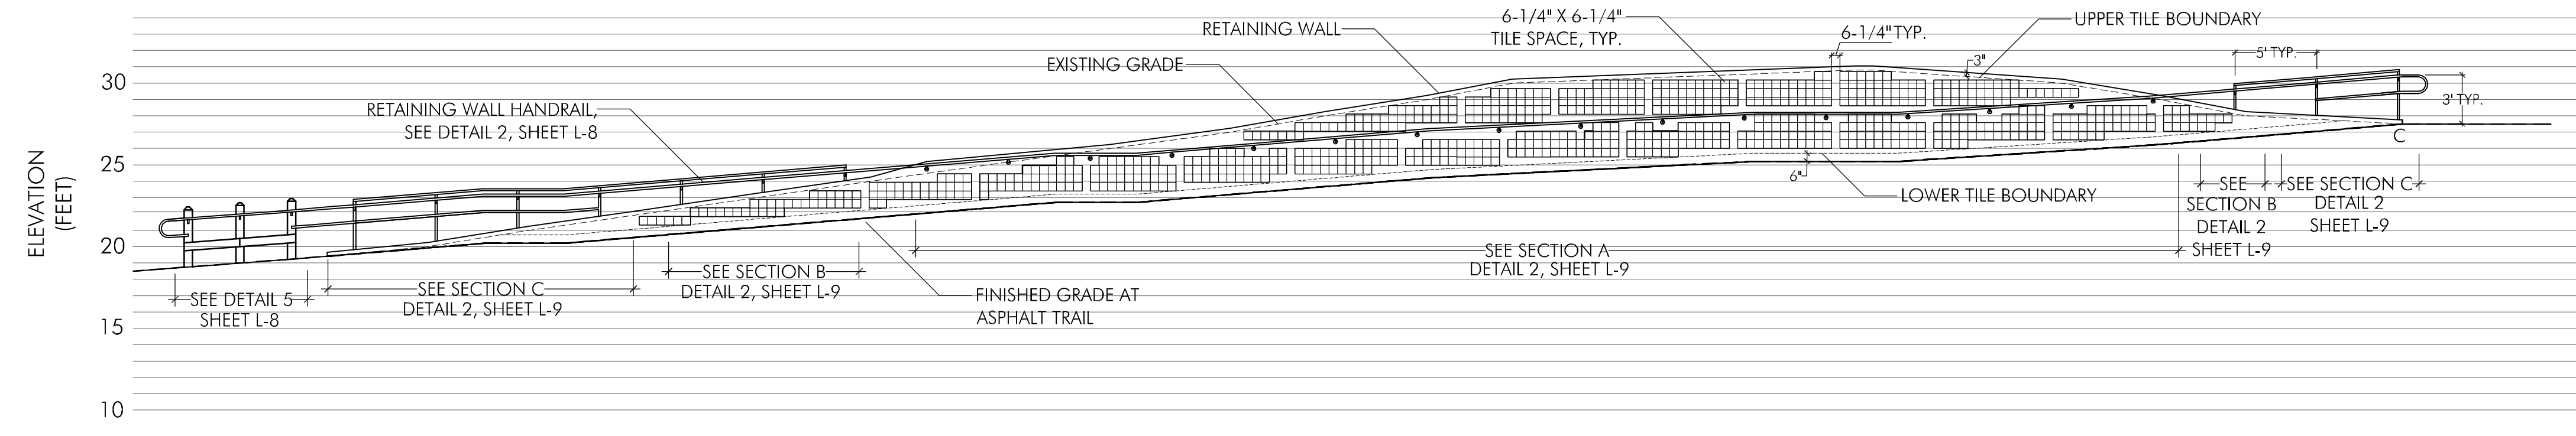 RETAINING WALL
6-1/4" X 6-1/4"
TILE SPACE, TYP.
6-1/4" TYP.
UPPER TILE BOUNDARY
3"
5' TYP.
EXISTING GRADE
30
3' TYP.
RETAINING WALL HANDRAIL,
SEE DETAIL 2, SHEET L-8
C
ELEVATION
(FEET)
25
6"
LOWER TILE BOUNDARY
SEE
SECTION B
DETAIL 2
SHEET L-9
SEE SECTION C
DETAIL 2
SHEET L-9
20
SEE SECTION A
DETAIL 2, SHEET L-9
SEE SECTION B
DETAIL 2, SHEET L-9
SEE SECTION C
DETAIL 2, SHEET L-9
SEE DETAIL 5
SHEET L-8
FINISHED GRADE AT
ASPHALT TRAIL
15
10